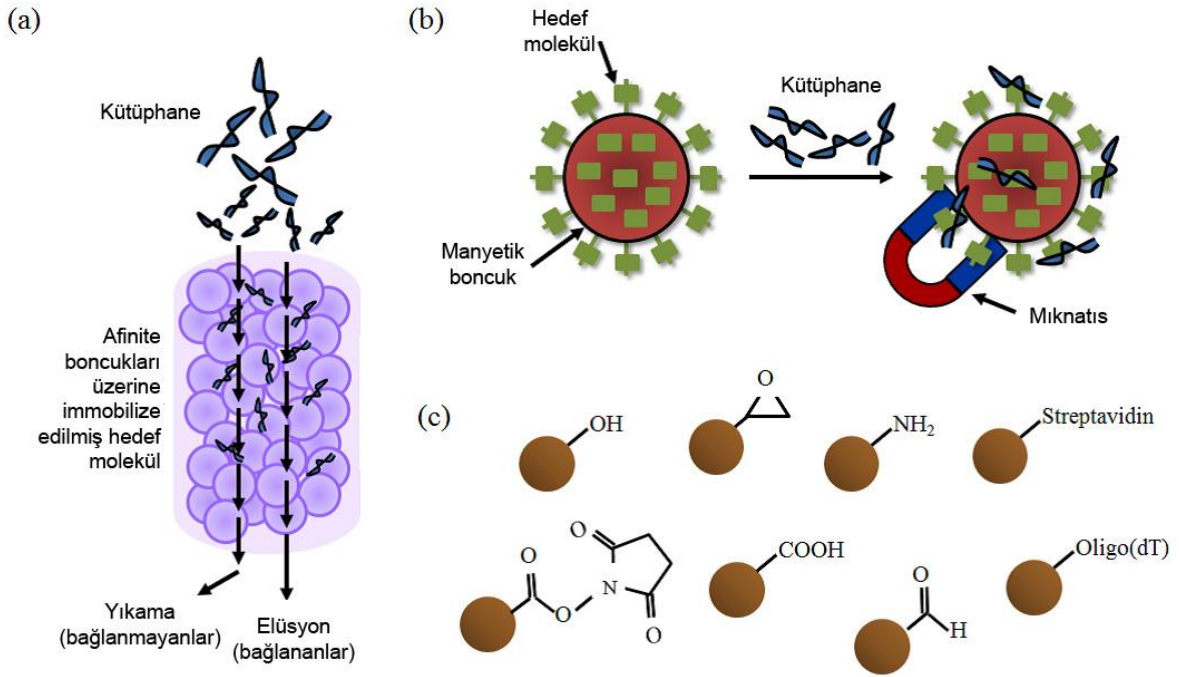 (a)
Kütüphane
Afinite
boncukları
üzerine
immobilize
edilmiş hedef
molekül
Yıkama
(bağlanmayanlar)
Elüsyon
(bağlananlar)
(b)
Hedef
molekül
Kütüphane
Manyetik
boncuk
Mıknatıs
(c)
OH
O
NH₂
Streptavidin
O
O
O
N
O
COOH
O
H
Oligo(dT)